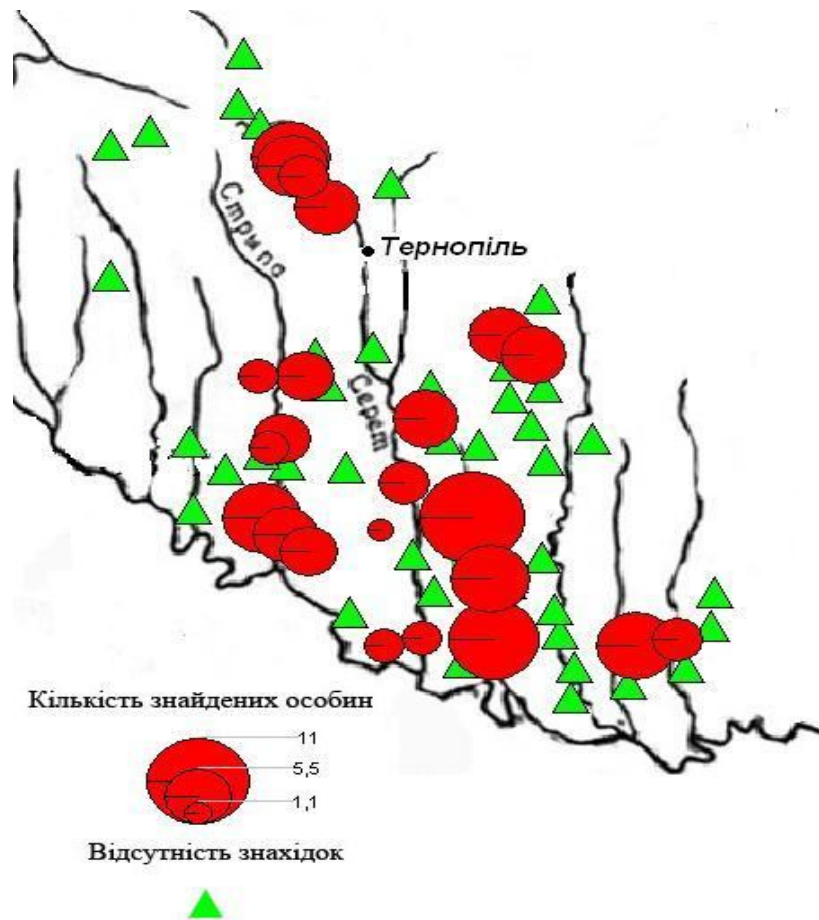 Стрипа
Тернопіль
Серет
Кількість знайдених особин
11
5,5
1,1
Відсутність знахідок